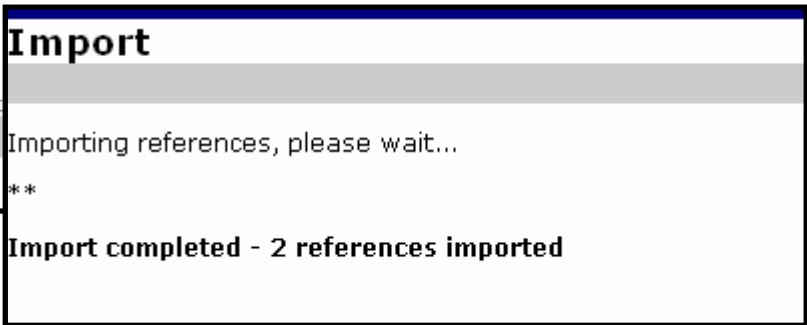 Import
Importing references, please wait...
**
Import completed - 2 references imported